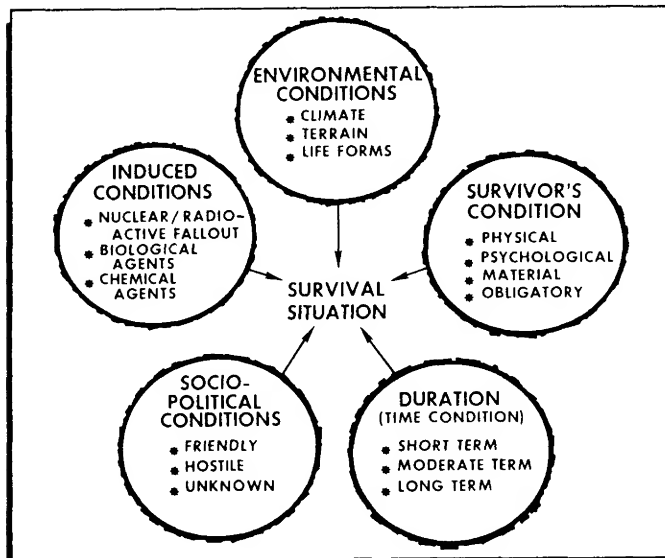 ENVIRONMENTAL
CONDITIONS
* CLIMATE
* TERRAIN
* LIFE FORMS
INDUCED
CONDITIONS
* NUCLEAR/RADIO-
ACTIVE FALLOUT
* BIOLOGICAL
AGENTS
* CHEMICAL
AGENTS
SURVIVOR'S
CONDITION
* PHYSICAL
* PSYCHOLOGICAL
* MATERIAL
* OBLIGATORY
SURVIVAL
SITUATION
SOCIO-
POLITICAL
CONDITIONS
* FRIENDLY
* HOSTILE
* UNKNOWN
DURATION
(TIME CONDITION)
* SHORT TERM
* MODERATE TERM
* LONG TERM